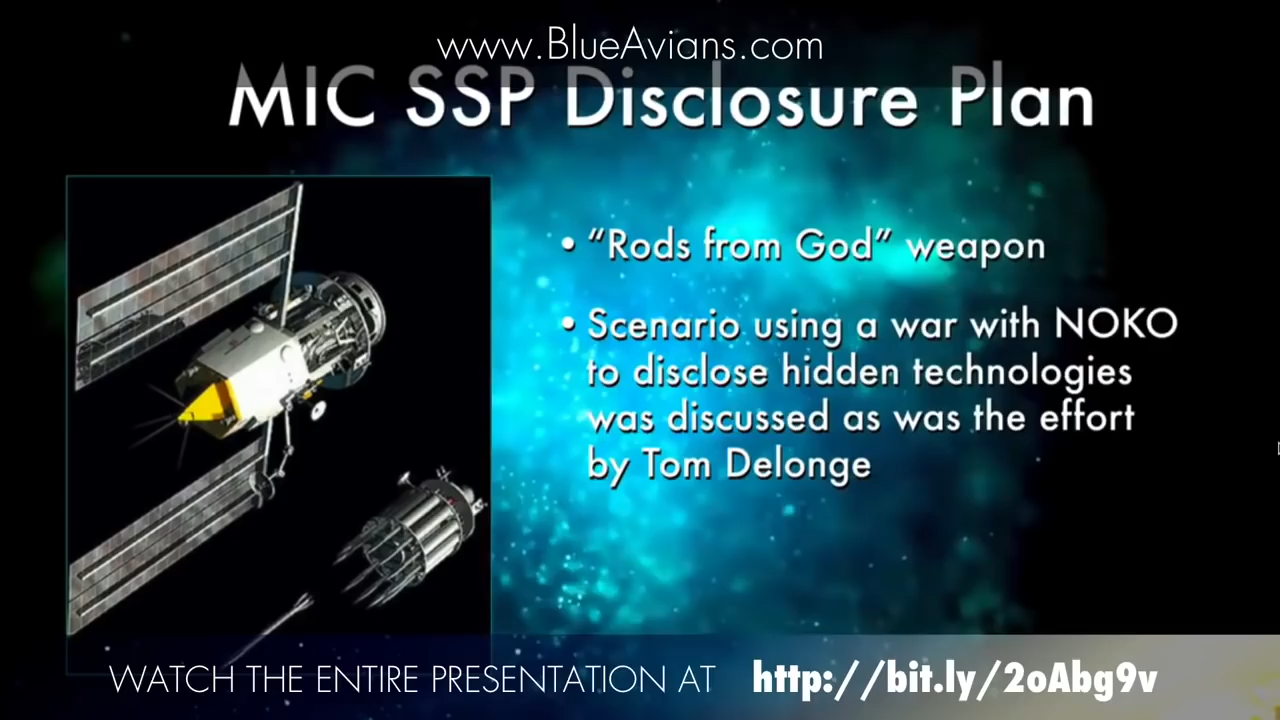 www.BlueAvians.com
MIC SSP Disclosure Plan
• “Rods from God” weapon
• Scenario using a war with NOKO
to disclose hidden technologies
was discussed as was the effort
by Tom Delonge
WATCH THE ENTIRE PRESENTATION AT http://bit.ly/2oAbg9v